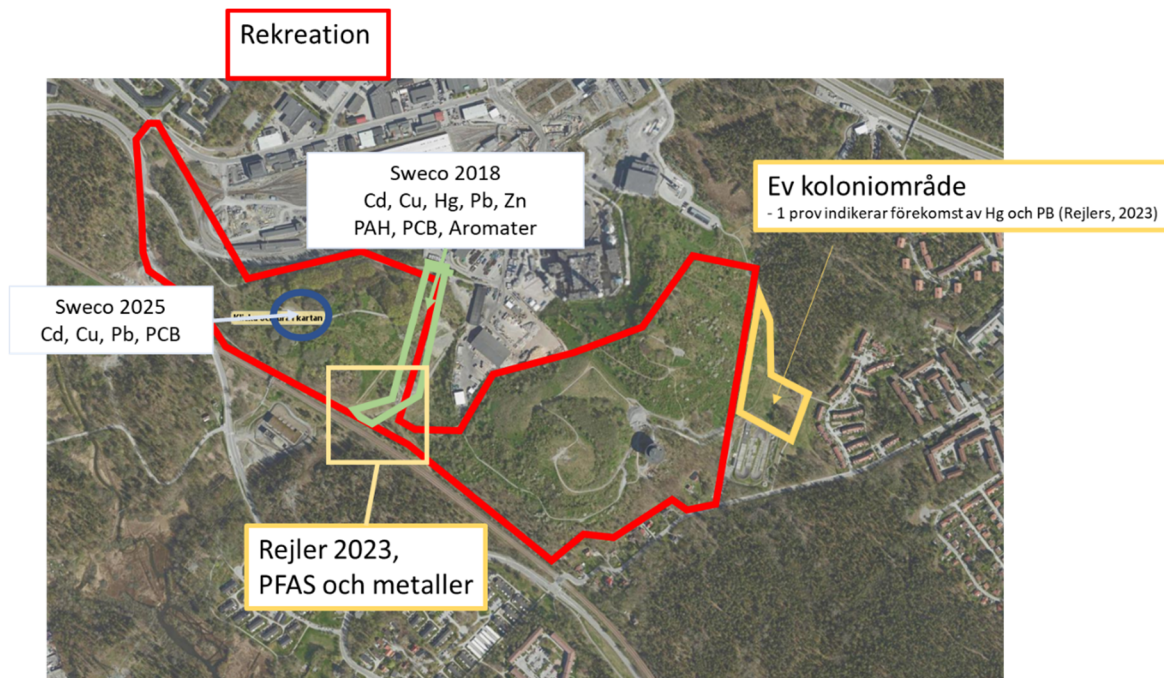 Rekreation
Sweco 2018
Cd, Cu, Hg, Pb, Zn
PAH, PCB, Aromater
Ev koloniområde
- 1 prov indikerar förekomst av Hg och PB (Rejlers, 2023)
Sweco 2025
Cd, Cu, Pb, PCB
kartan
Rejler 2023,
PFAS och metaller